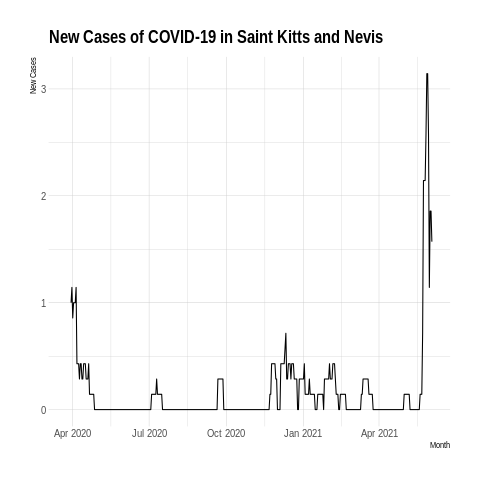 New Cases of COVID-19 in Saint Kitts and Nevis
New Cases
3
2
1
0
Apr 2020 Jul 2020 Oct 2020 Jan 2021 Apr 2021
Month